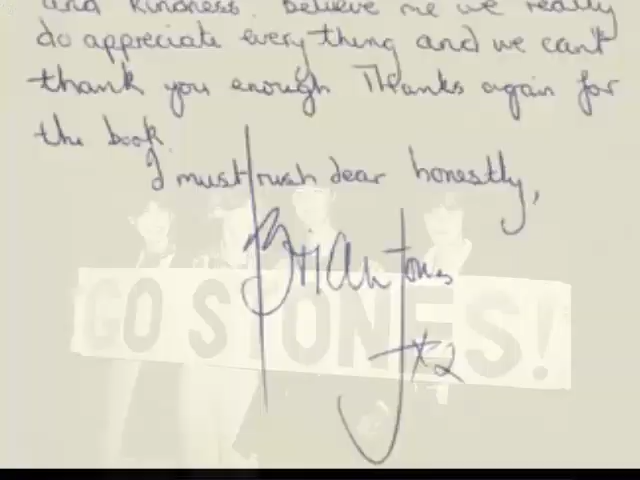 and kindness. Believe me we really
do appreciate everything and we can't
thank you enough Thanks again for
the book.
I must rush dear honestly,
Brian Jones
x2
GO STONES!